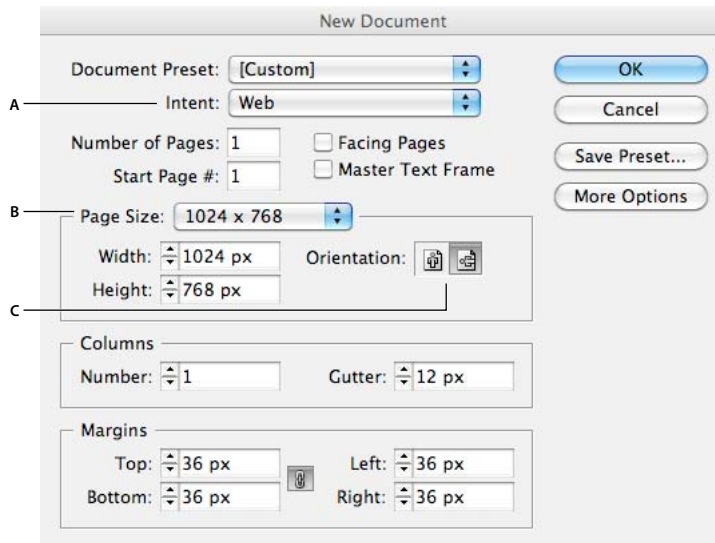 New Document
Document Preset: [Custom]
OK
A
Intent: Web
Cancel
Number of Pages: 1
Facing Pages
Save Preset...
Start Page #: 1
Master Text Frame
More Options
B
Page Size: 1024 x 768
Width: 1024 px
Orientation:
Height: 768 px
C
Columns
Number: 1
Gutter: 12 px
Margins
Top: 36 px
Left: 36 px
Bottom: 36 px
Right: 36 px